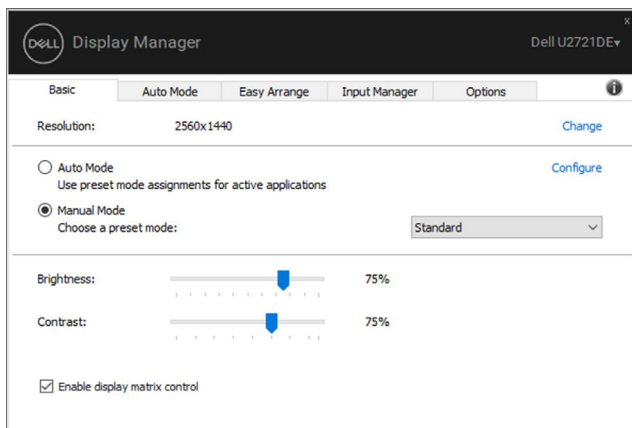 x
DELL Display Manager
Dell U2721DE
Basic Auto Mode Easy Arrange Input Manager Options
Resolution: 2560x1440 Change
Auto Mode Configure
Use preset mode assignments for active applications
Manual Mode
Choose a preset mode: Standard
Brightness: 75%
Contrast: 75%
Enable display matrix control